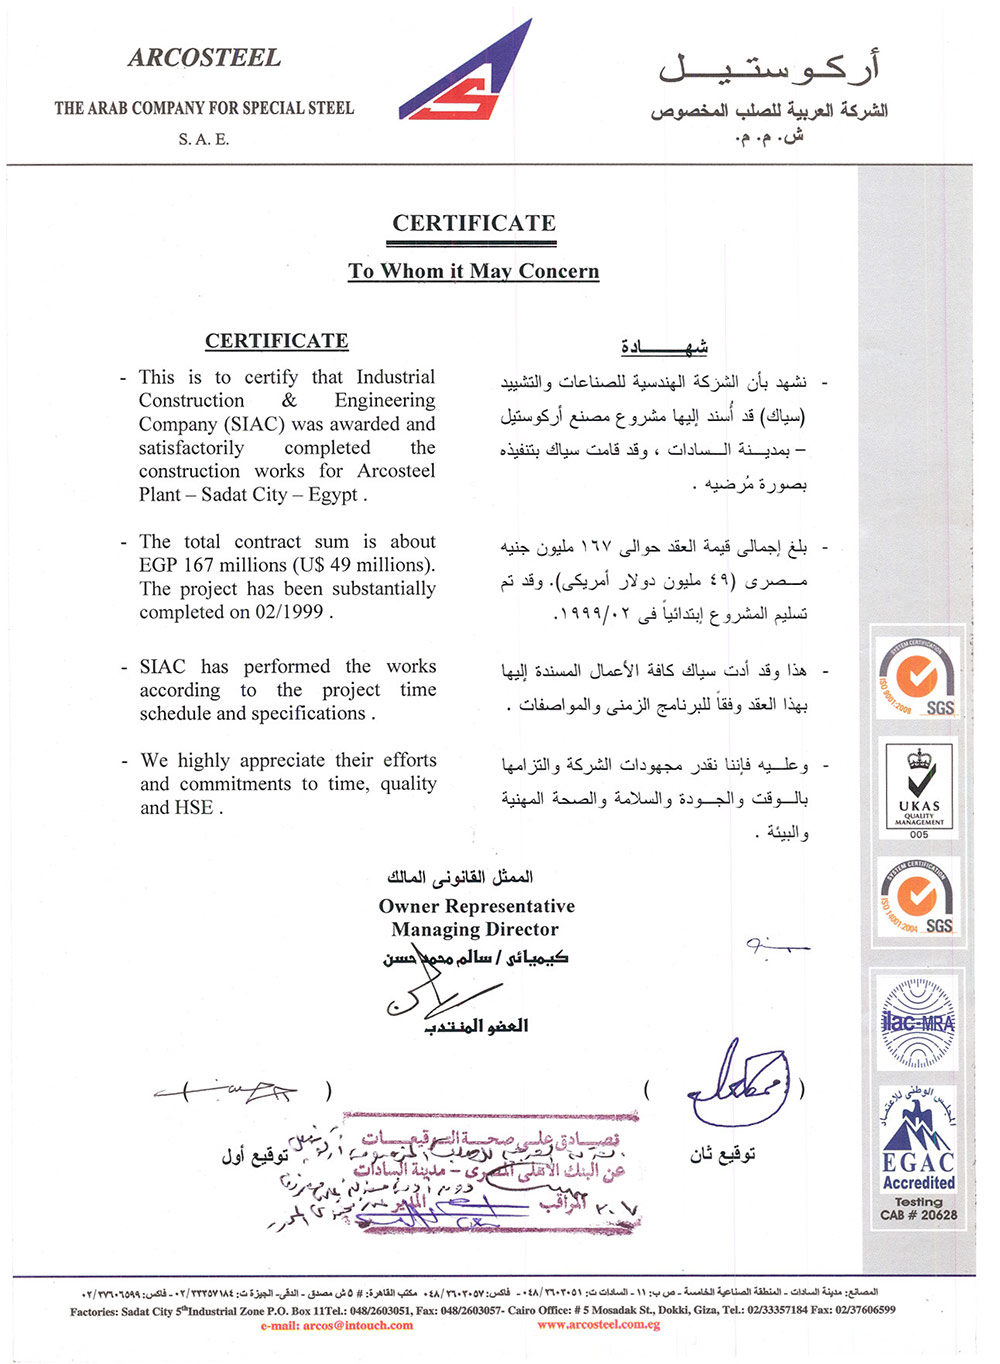 ARCOSTEEL
THE ARAB COMPANY FOR SPECIAL STEEL
S. A. E.
أركوستيل
الشركة العربية للصلب المخصوص
ش. م. م.
CERTIFICATE
To Whom it May Concern
CERTIFICATE
- This is to certify that Industrial
Construction & Engineering
Company (SIAC) was awarded and
satisfactorily completed the
construction works for Arcosteel
Plant – Sadat City – Egypt .
- The total contract sum is about
EGP 167 millions (U$ 49 millions).
The project has been substantially
completed on 02/1999 .
- SIAC has performed the works
according to the project time
schedule and specifications .
- We highly appreciate their efforts
and commitments to time, quality
and HSE .
شهـــــادة
- نشهد بأن الشركة الهندسية للصناعات والتشييد
(سياك) قد أُسند إليها مشروع مصنع أركوستيل
– بمدينة السادات ، وقد قامت سياك بتنفيذه
بصورة مُرضيه .
- بلغ إجمالى قيمة العقد حوالى ١٦٧ مليون جنيه
مصرى (٤٩ مليون دولار أمريكى). وقد تم
تسليم المشروع إبتدائياً فى ١٩٩٩/٠٢.
- هذا وقد أدت سياك كافة الأعمال المسندة إليها
بهذا العقد وفقاً للبرنامج الزمنى والمواصفات .
- وعليه فإننا نقدر مجهودات الشركة والتزامها
بالوقت والجودة والسلامة والصحة المهنية
والبيئة .
الممثل القانونى المالك
Owner Representative
Managing Director
كيميائى / سالم محمد حسن
العضو المنتدب
توقيع أول
توقيع ثان
نصادق على صحة التوقيعات
عن البنك الأهلى المصرى – مدينة السادات
المراقب المدير
SYSTEM CERTIFICATION
ISO 9001:2008
SGS
UKAS
QUALITY
MANAGEMENT
005
SYSTEM CERTIFICATION
ISO 14001:2004
SGS
ilac-MRA
المجلس الوطنى للاعتماد
EGAC
Accredited
Testing
CAB # 20628
المصانع: مدينة السادات - المنطقة الصناعية الخامسة - ص ب: ١١ - السادات ت: ٠٤٨/٢٦٠٣٠٥١ - فاكس: ٠٤٨/٢٦٠٣٠٥٧ مكتب القاهرة: # ٥ ش مصدق - الدقى- الجيزة ت: ٠٢/٣٣٣٥٧١٨٤ - فاكس: ٠٢/٣٧٦٠٦٥٩٩
Factories: Sadat City 5th Industrial Zone P.O. Box 11Tel.: 048/2603051, Fax: 048/2603057- Cairo Office: # 5 Mosadak St., Dokki, Giza, Tel.: 02/33357184 Fax: 02/37606599
e-mail: arcos@intouch.com www.arcosteel.com.eg